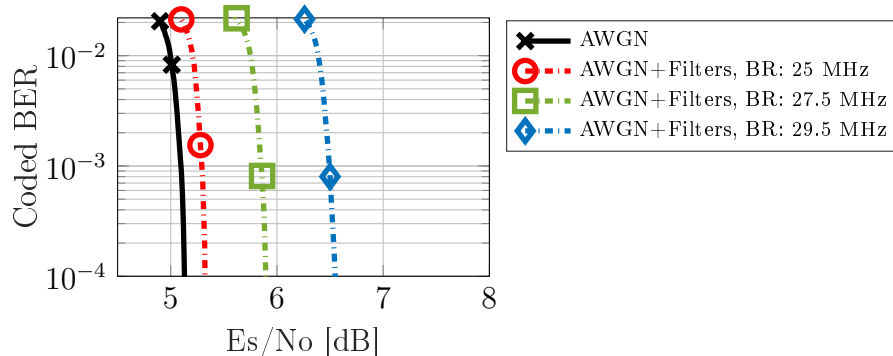 10^{-2}
10^{-3}
10^{-4}
Coded BER
5 6 7 8
Es/No [dB]
AWGN
AWGN+Filters, BR: 25 MHz
AWGN+Filters, BR: 27.5 MHz
AWGN+Filters, BR: 29.5 MHz